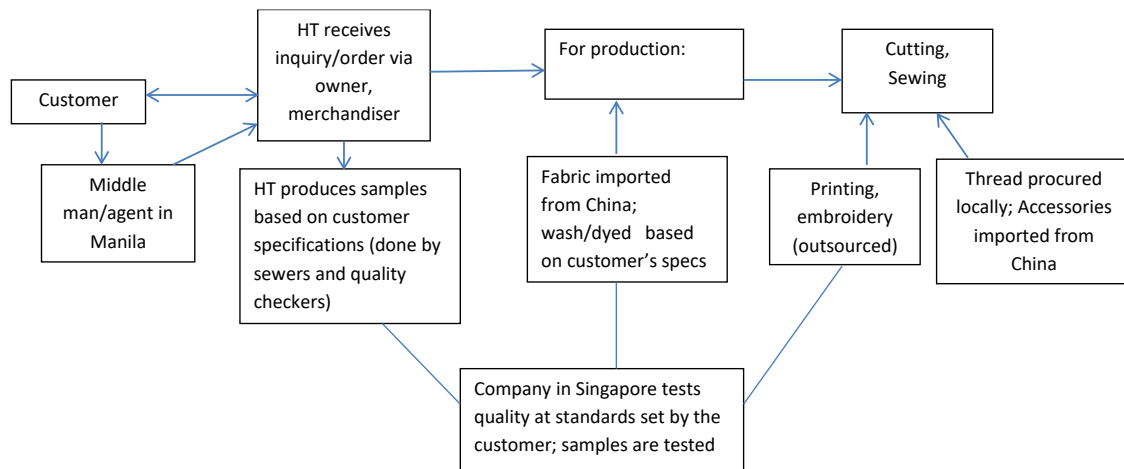 Customer
Middle
man/agent in
Manila
HT receives
inquiry/order via
owner,
merchandiser
HT produces samples
based on customer
specifications (done by
sewers and quality
checkers)
For production:
Fabric imported
from China;
wash/dyed based
on customer’s specs
Cutting,
Sewing
Printing,
embroidery
(outsourced)
Thread procured
locally; Accessories
imported from
China
Company in Singapore tests
quality at standards set by the
customer; samples are tested